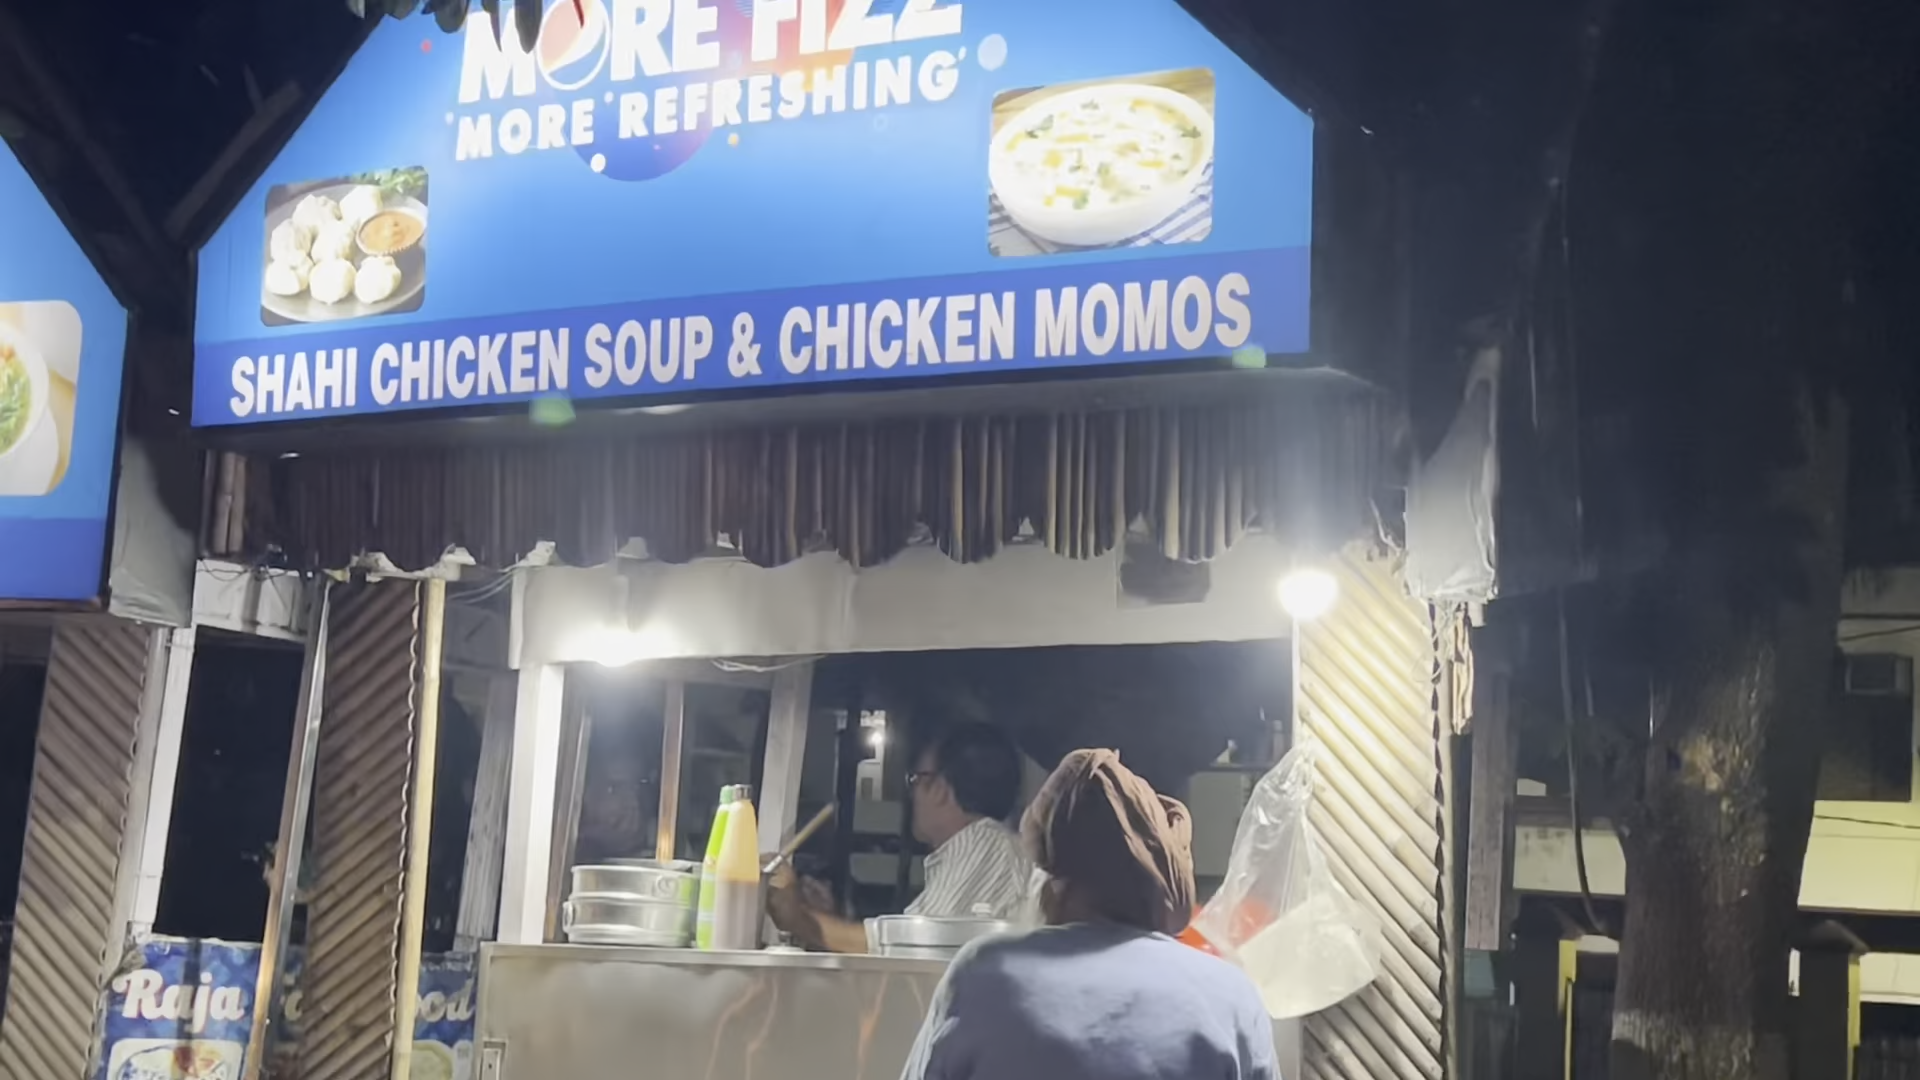 MORE FIZZ
'MORE 'REFRESHING'
SHAHI CHICKEN SOUP & CHICKEN MOMOS
Raja